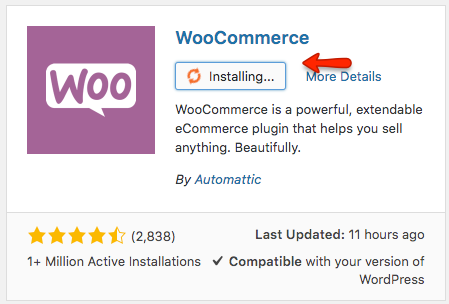 WOO
WooCommerce
Installing...
More Details
WooCommerce is a powerful, extendable
eCommerce plugin that helps you sell
anything. Beautifully.
By Automattic
(2,838)
Last Updated: 11 hours ago
1+ Million Active Installations
✔ Compatible with your version of
WordPress